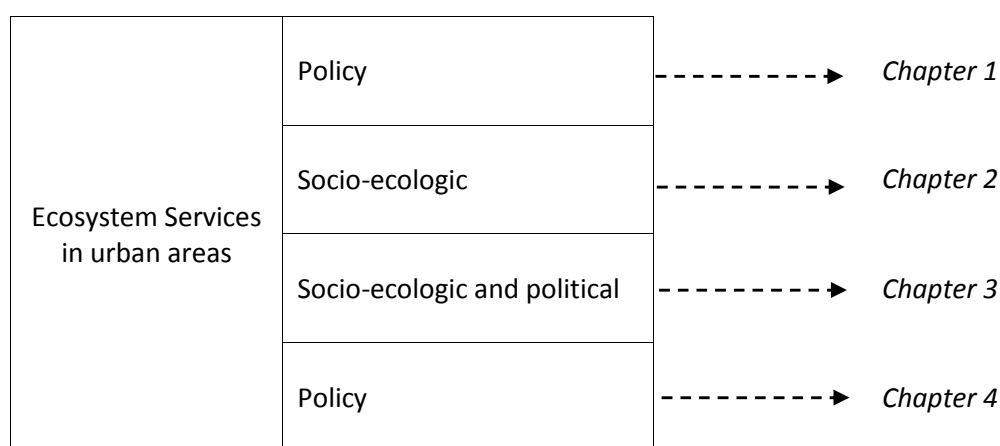 Policy
Chapter 1
Socio-ecologic
Chapter 2
Ecosystem Services
in urban areas
Socio-ecologic and political
Chapter 3
Policy
Chapter 4